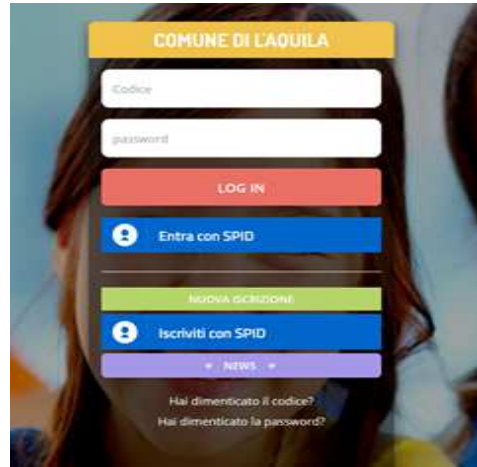 COMUNE DI L'AQUILA
Codice
password
LOG IN
Entra con SPID
NUOVA ISCRIZIONE
Iscriviti con SPID
NEWS
Hai dimenticato il codice?
Hai dimenticato la password?